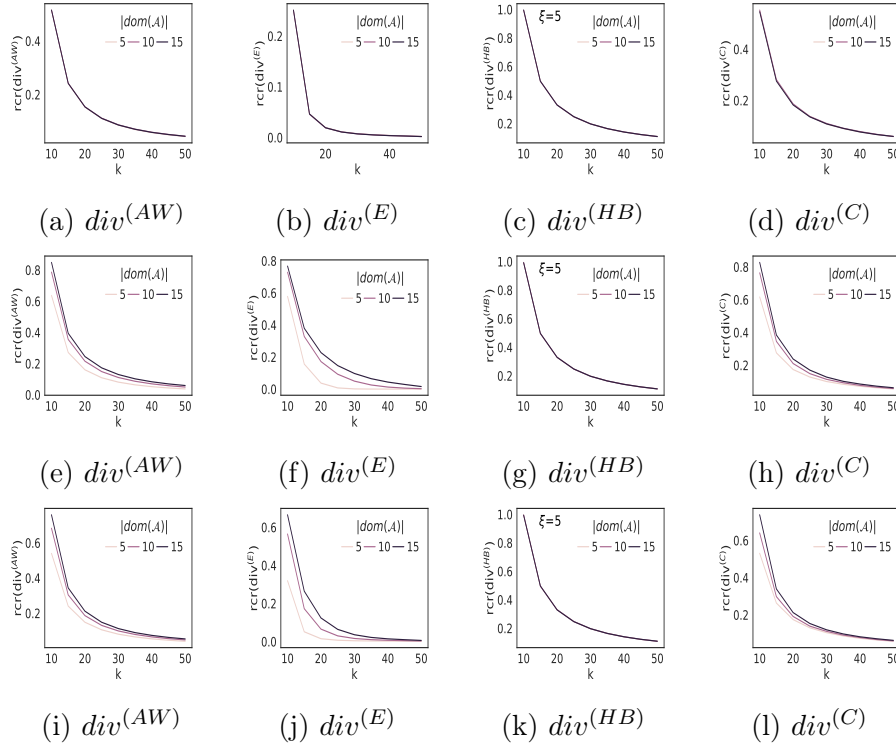 |dom(𝒜)|
5 10 15
rcr(div^(AW))
0.4
0.2
10 20 30 40 50
k
(a) div^(AW)
|dom(𝒜)|
5 10 15
rcr(div^(E))
0.2
0.1
0.0
20 40
k
(b) div^(E)
ξ=5
|dom(𝒜)|
5 10 15
rcr(div^(HB))
1.0
0.8
0.6
0.4
0.2
10 20 30 40 50
k
(c) div^(HB)
|dom(𝒜)|
5 10 15
rcr(div^(C))
0.4
0.2
10 20 30 40 50
k
(d) div^(C)
|dom(𝒜)|
5 10 15
rcr(div^(AW))
0.8
0.6
0.4
0.2
0.0
10 20 30 40 50
k
(e) div^(AW)
|dom(𝒜)|
5 10 15
rcr(div^(E))
0.8
0.6
0.4
0.2
0.0
10 20 30 40 50
k
(f) div^(E)
ξ=5
|dom(𝒜)|
5 10 15
rcr(div^(HB))
1.0
0.8
0.6
0.4
0.2
10 20 30 40 50
k
(g) div^(HB)
|dom(𝒜)|
5 10 15
rcr(div^(C))
0.8
0.6
0.4
0.2
10 20 30 40 50
k
(h) div^(C)
|dom(𝒜)|
5 10 15
rcr(div^(AW))
0.6
0.4
0.2
10 20 30 40 50
k
(i) div^(AW)
|dom(𝒜)|
5 10 15
rcr(div^(E))
0.6
0.4
0.2
0.0
10 20 30 40 50
k
(j) div^(E)
ξ=5
|dom(𝒜)|
5 10 15
rcr(div^(HB))
1.0
0.8
0.6
0.4
0.2
10 20 30 40 50
k
(k) div^(HB)
|dom(𝒜)|
5 10 15
rcr(div^(C))
0.6
0.4
0.2
10 20 30 40 50
k
(l) div^(C)